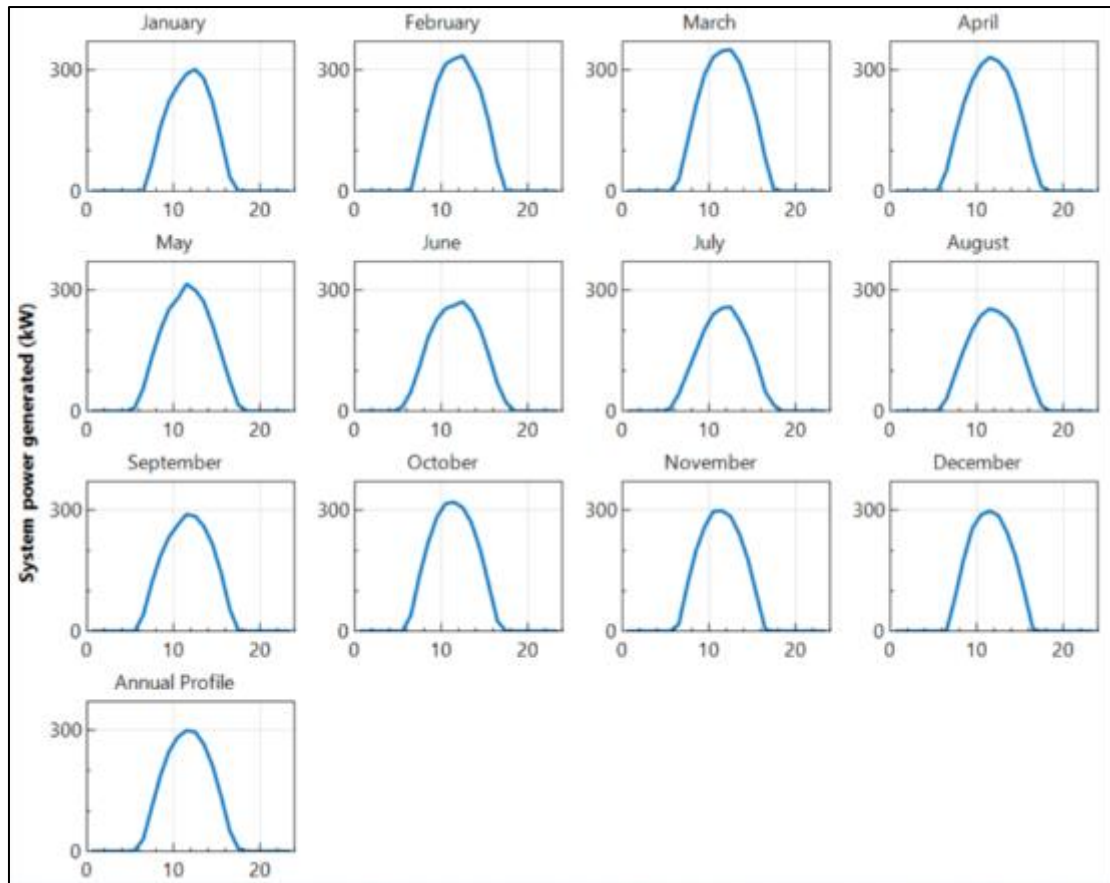 January February March April
300 300 300 300
0 0 0 0
0 10 20 0 10 20 0 10 20 0 10 20
May June July August
300 300 300 300
0 0 0 0
0 10 20 0 10 20 0 10 20 0 10 20
System power generated (kW)
September October November December
300 300 300 300
0 0 0 0
0 10 20 0 10 20 0 10 20 0 10 20
Annual Profile
300
0
0 10 20